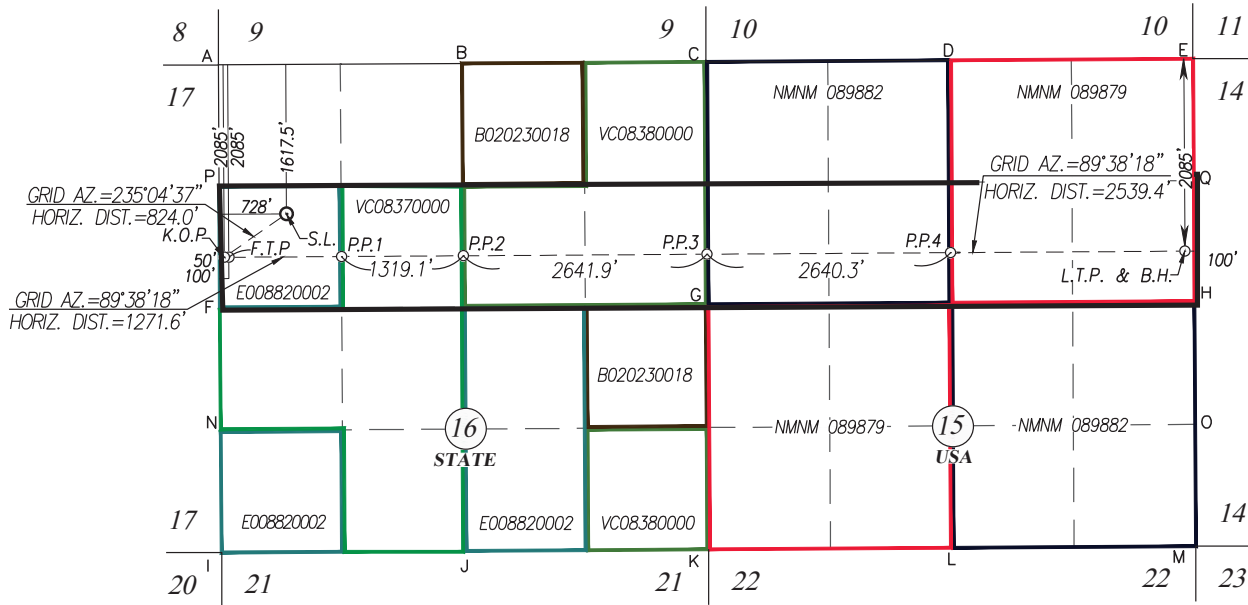 8 9 9 10 10 11
A B C D E
17 14
NMNM 089882 NMNM 089879
B020230018 VC08380000
2085'
2085'
1617.5'
2085'
GRID AZ.=89°38'18"
HORIZ. DIST.=2539.4'
P Q
GRID AZ.=235°04'37"
HORIZ. DIST.=824.0'
728' VC08370000
S.L.
K.O.P. F.T.P P.P.1 P.P.2 P.P.3 P.P.4
50'
100'
1319.1' 2641.9' 2640.3' 100'
L.T.P. & B.H.
GRID AZ.=89°38'18"
HORIZ. DIST.=1271.6'
E008820002
F G H
B020230018
N 16 NMNM 089879 15 NMNM 089882 O
STATE USA
17 E008820002 E008820002 VC08380000 14
I J K L M
20 21 21 22 22 23